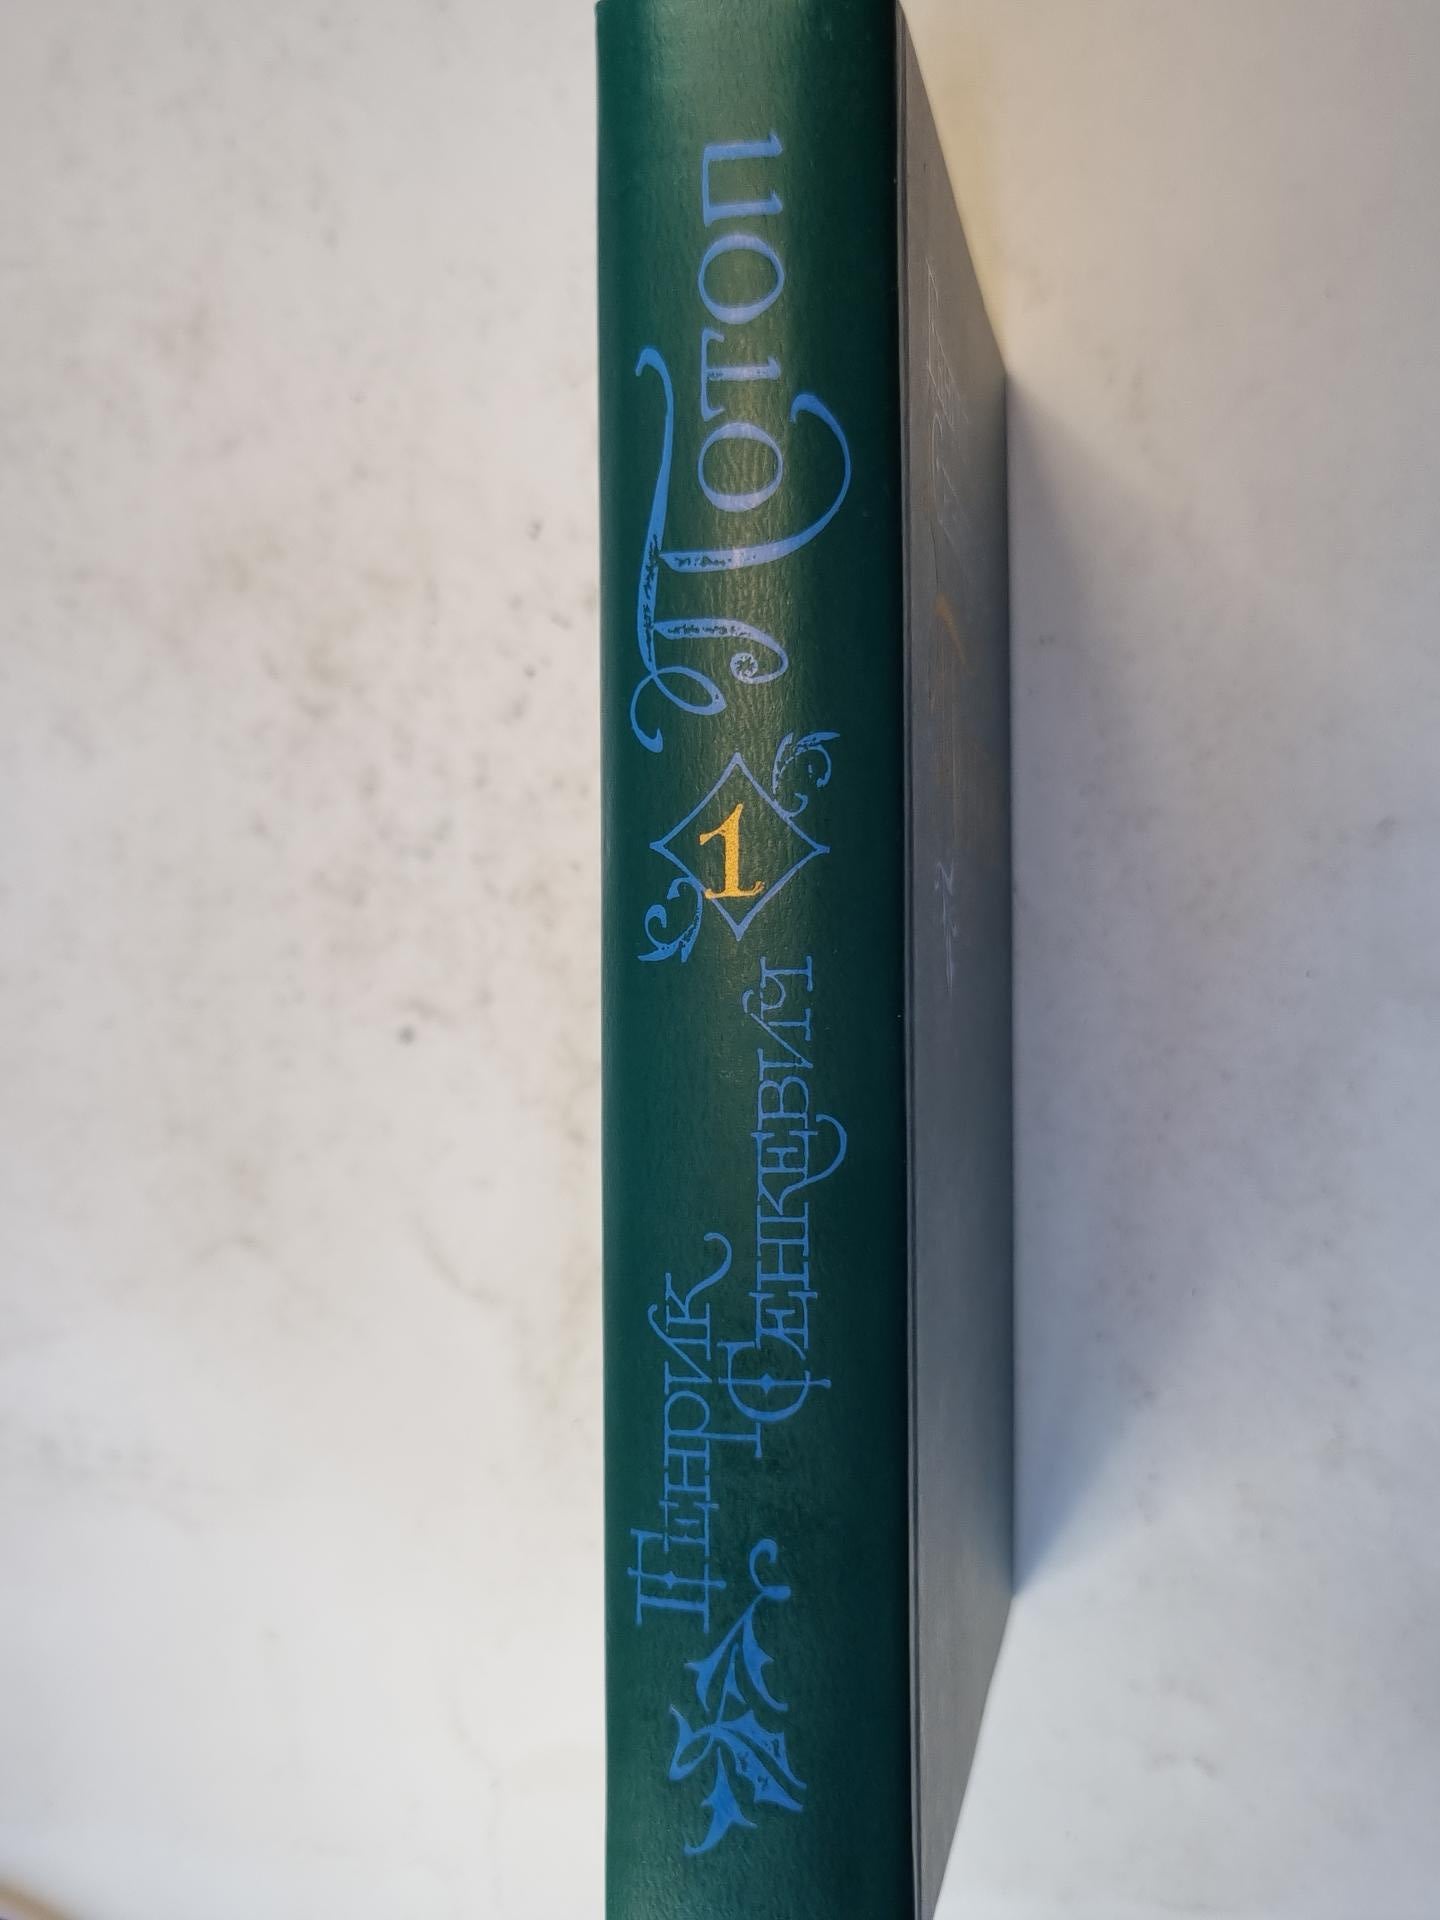 Генрик
Сенкевич
1
Потоп